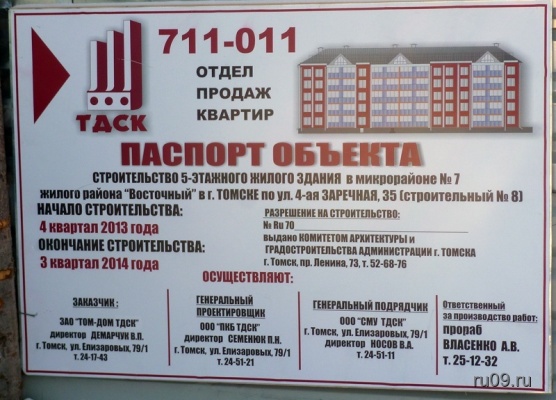 711-011
ОТДЕЛ
ПРОДАЖ
КВАРТИР
ТДСК
ПАСПОРТ ОБЪЕКТА
СТРОИТЕЛЬСТВО 5-ЭТАЖНОГО ЖИЛОГО ЗДАНИЯ в микрорайоне № 7
жилого района "Восточный" в г. ТОМСКЕ по ул. 4-ая ЗАРЕЧНАЯ, 35 (строительный № 8)
НАЧАЛО СТРОИТЕЛЬСТВА:
4 квартал 2013 года
ОКОНЧАНИЕ СТРОИТЕЛЬСТВА:
3 квартал 2014 года
РАЗРЕШЕНИЕ НА СТРОИТЕЛЬСТВО:
№ Ru 70
выдано КОМИТЕТОМ АРХИТЕКТУРЫ и
ГРАДОСТРОИТЕЛЬСТВА АДМИНИСТРАЦИИ г. ТОМСКА
г. Томск, пр. Ленина, 73, т. 52-68-76
ОСУЩЕСТВЛЯЮТ:
ЗАКАЗЧИК :
ЗАО "ТОМ-ДОМ ТДСК"
директор ДЕМАРЧУК В.Л.
г. Томск, ул. Елизаровых, 79/1
т. 24-17-43
ГЕНЕРАЛЬНЫЙ
ПРОЕКТИРОВЩИК
ООО "ПКБ ТДСК"
директор СЕМЕНЮК П.Н.
г. Томск, ул. Елизаровых, 79/1
т. 24-51-21
ГЕНЕРАЛЬНЫЙ ПОДРЯДЧИК
ООО "СМУ ТДСК"
г. Томск, ул. Елизаровых, 79/1
директор НОСОВ В.А.
т. 24-51-11
Ответственный
за производство работ:
прораб
ВЛАСЕНКО А.В.
т. 25-12-32
ru09.ru